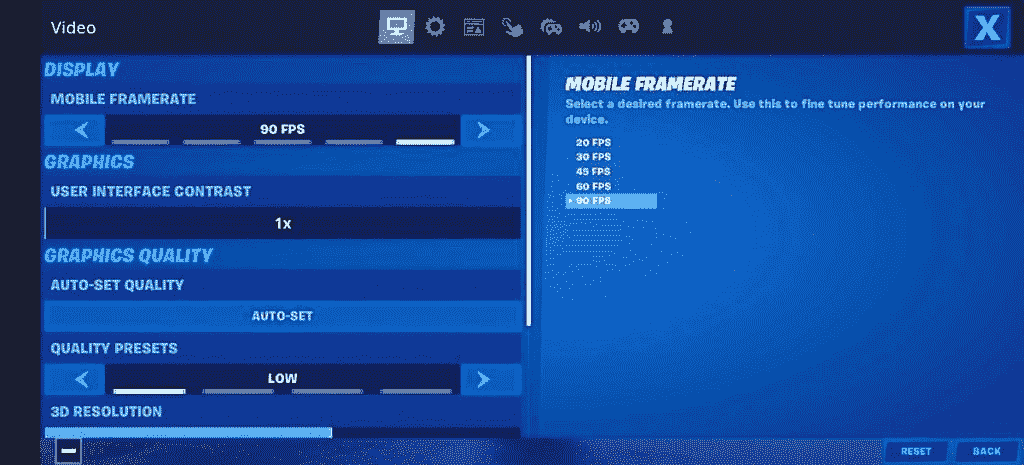 Video
X
DISPLAY
MOBILE FRAMERATE
90 FPS
GRAPHICS
USER INTERFACE CONTRAST
1x
GRAPHICS QUALITY
AUTO-SET QUALITY
AUTO-SET
QUALITY PRESETS
LOW
3D RESOLUTION
MOBILE FRAMERATE
Select a desired framerate. Use this to fine tune performance on your
device.
20 FPS
30 FPS
45 FPS
60 FPS
90 FPS
RESET
BACK